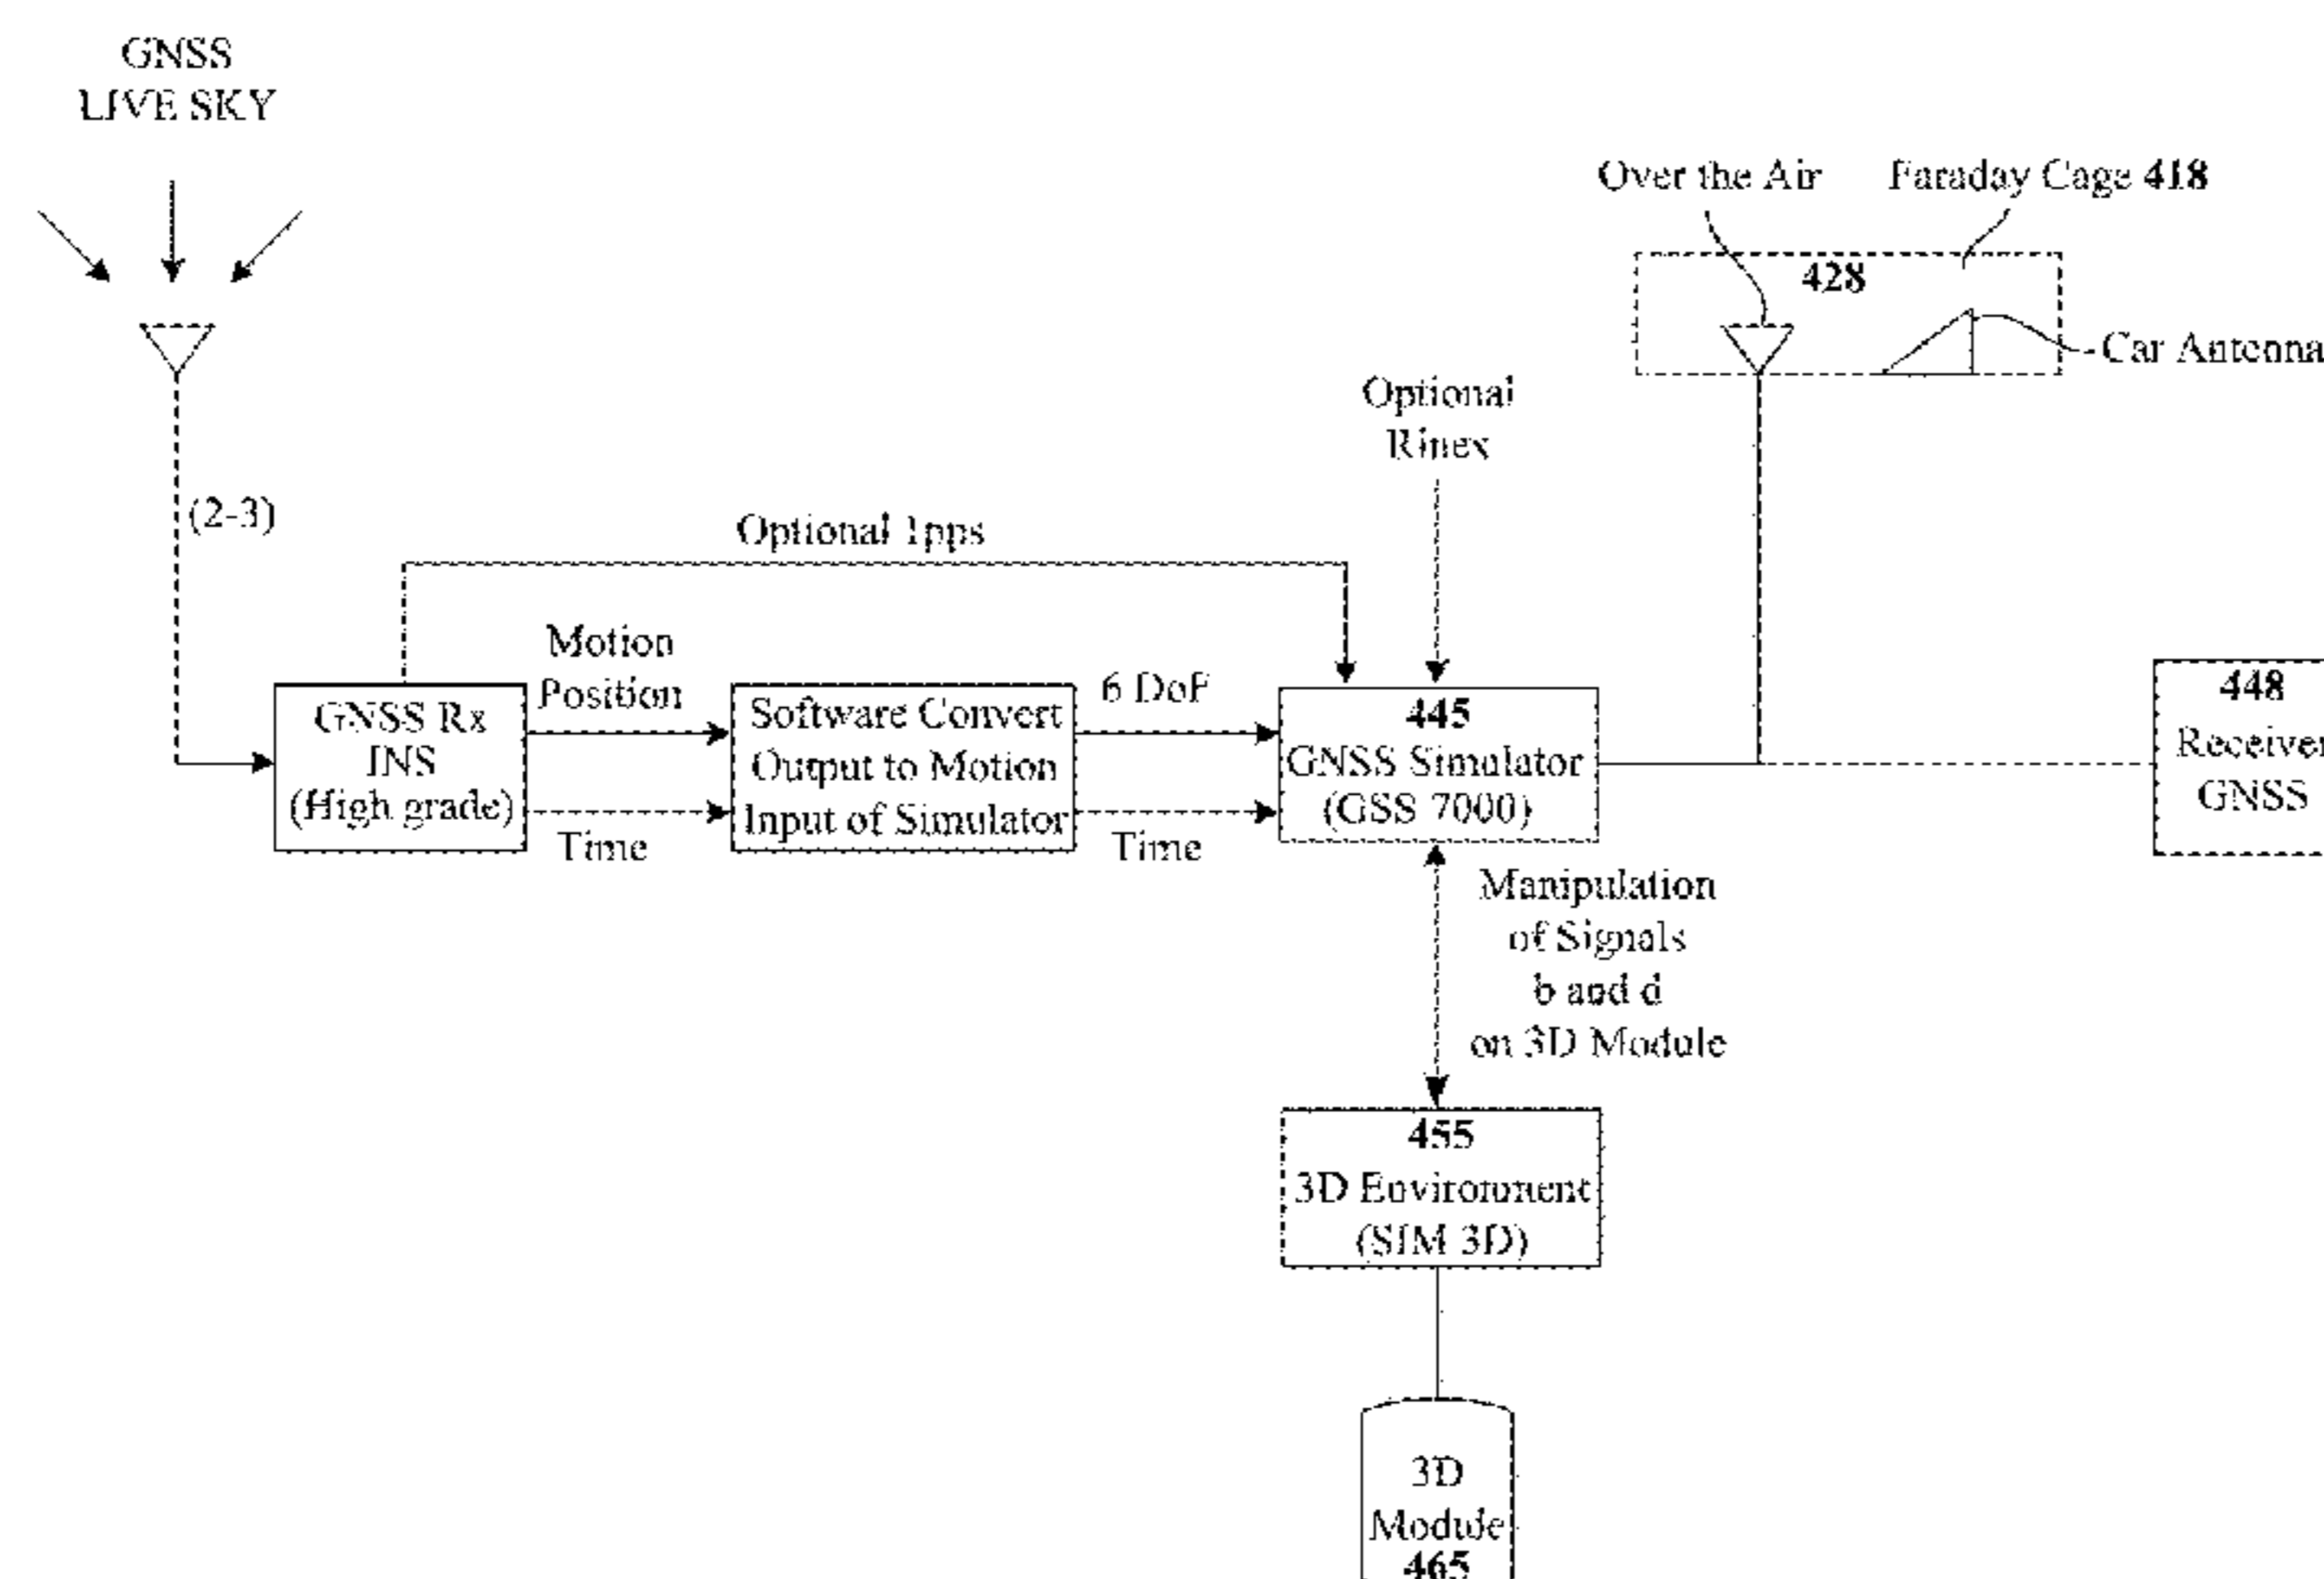 GNSS
LIVE SKY
Over the Air
Faraday Cage 418
428
Car Antenna
Optional
Rinex
(2-3)
Optional 1pps
Motion
Position
GNSS Rx
INS
(High grade)
Time
Software Convert
Output to Motion
Input of Simulator
6 DoF
Time
445
GNSS Simulator
(GSS 7000)
448
Receiver
GNSS
Manipulation
of Signals
b and d
on 3D Module
455
3D Environment
(SIM 3D)
3D
Module
465